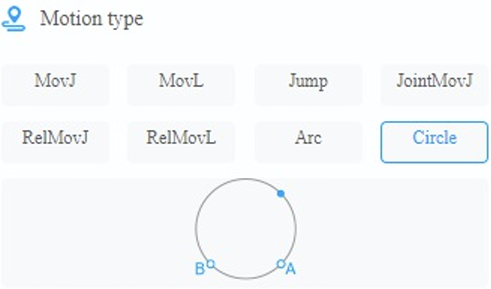 Motion type
MovJ MovL Jump JointMovJ
RelMovJ RelMovL Arc Circle
B A